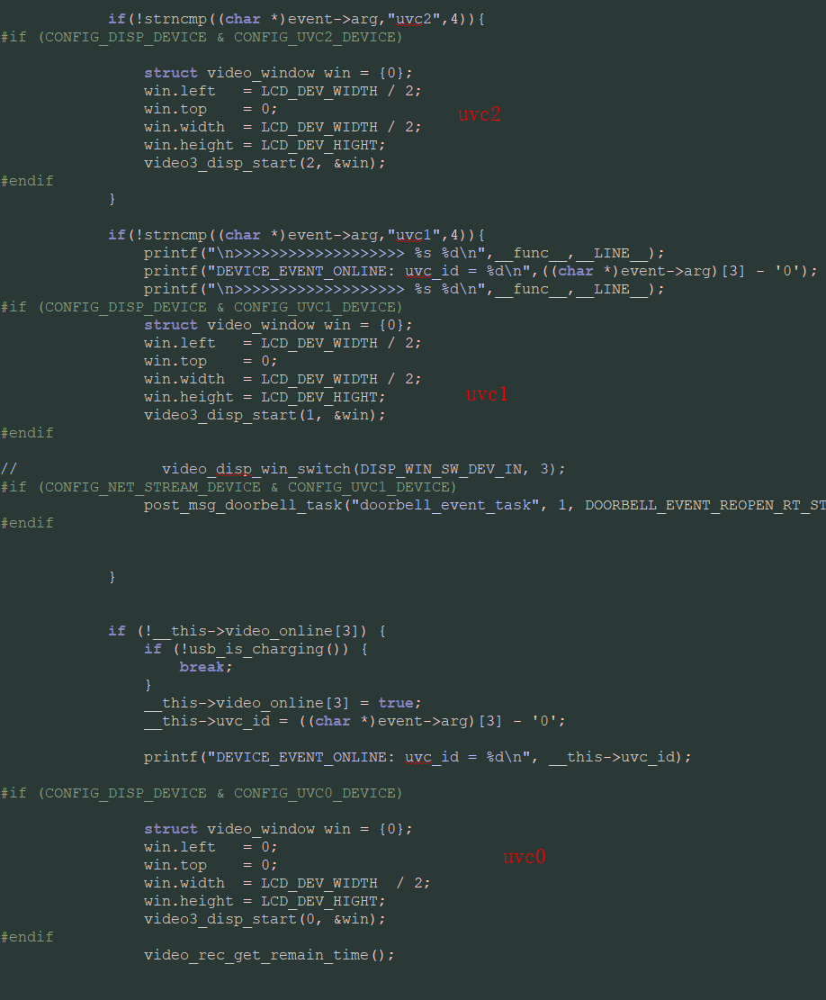 if(!strncmp((char *)event->arg,"uvc2",4)){
#if (CONFIG_DISP_DEVICE & CONFIG_UVC2_DEVICE)
struct video_window win = {0};
win.left   = LCD_DEV_WIDTH / 2;
win.top    = 0;
uvc2
win.width  = LCD_DEV_WIDTH / 2;
win.height = LCD_DEV_HIGHT;
video3_disp_start(2, &win);
#endif
}
if(!strncmp((char *)event->arg,"uvc1",4)){
printf("\n>>>>>>>>>>>>>>>>>>> %s %d\n",__func__,__LINE__);
printf("DEVICE_EVENT_ONLINE: uvc_id = %d\n",((char *)event->arg)[3] - '0');
printf("\n>>>>>>>>>>>>>>>>>>> %s %d\n",__func__,__LINE__);
#if (CONFIG_DISP_DEVICE & CONFIG_UVC1_DEVICE)
struct video_window win = {0};
win.left   = LCD_DEV_WIDTH / 2;
win.top    = 0;
win.width  = LCD_DEV_WIDTH / 2;
win.height = LCD_DEV_HIGHT;
uvc1
video3_disp_start(1, &win);
#endif
//                video_disp_win_switch(DISP_WIN_SW_DEV_IN, 3);
#if (CONFIG_NET_STREAM_DEVICE & CONFIG_UVC1_DEVICE)
post_msg_doorbell_task("doorbell_event_task", 1, DOORBELL_EVENT_REOPEN_RT_ST
#endif
}
if (!__this->video_online[3]) {
if (!usb_is_charging()) {
break;
}
__this->video_online[3] = true;
__this->uvc_id = ((char *)event->arg)[3] - '0';
printf("DEVICE_EVENT_ONLINE: uvc_id = %d\n", __this->uvc_id);
#if (CONFIG_DISP_DEVICE & CONFIG_UVC0_DEVICE)
struct video_window win = {0};
win.left   = 0;
uvc0
win.top    = 0;
win.width  = LCD_DEV_WIDTH  / 2;
win.height = LCD_DEV_HIGHT;
video3_disp_start(0, &win);
#endif
video_rec_get_remain_time();